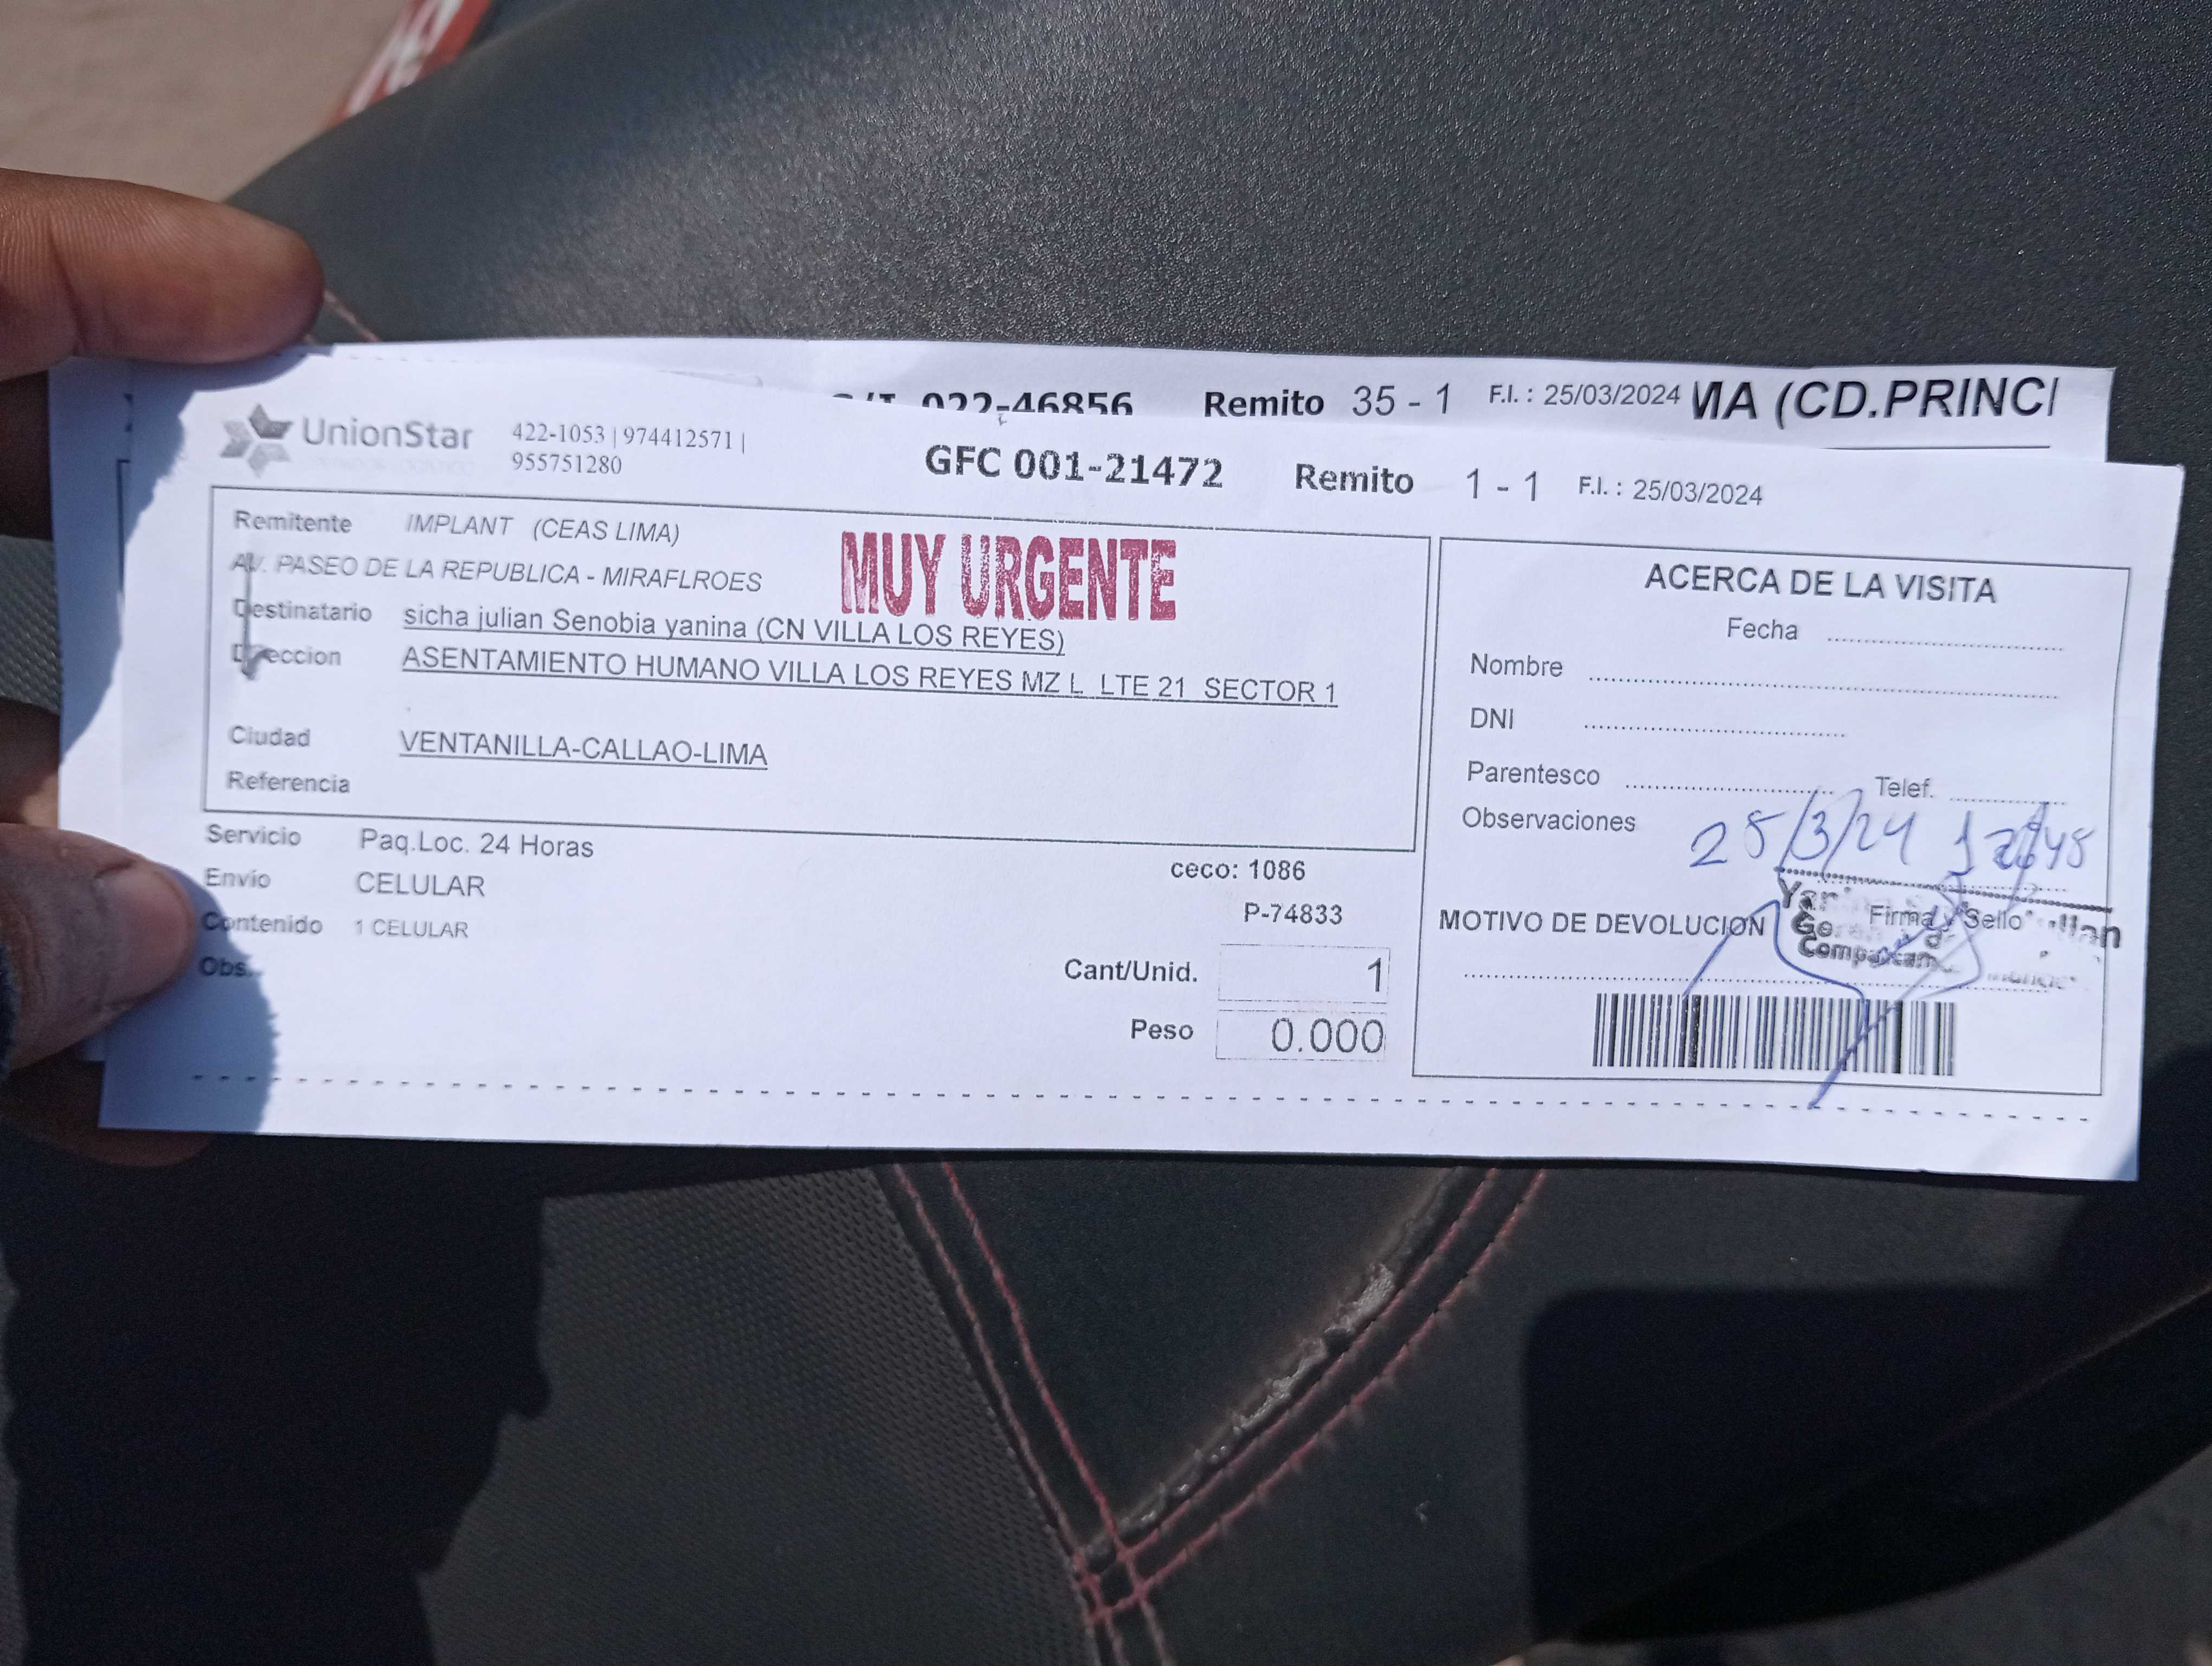 022-46856 Remito 35 - 1 F.I. : 25/03/2024 MA (CD.PRINCI
UnionStar 422-1053 | 974412571 |
955751280
GFC 001-21472 Remito 1 - 1 F.I. : 25/03/2024
Remitente IMPLANT (CEAS LIMA)
AV. PASEO DE LA REPUBLICA - MIRAFLROES
MUY URGENTE
Destinatario sicha julian Senobia yanina (CN VILLA LOS REYES)
Direccion ASENTAMIENTO HUMANO VILLA LOS REYES MZ L LTE 21 SECTOR 1
Ciudad VENTANILLA-CALLAO-LIMA
Referencia
Servicio Paq.Loc. 24 Horas
Envio CELULAR
Contenido 1 CELULAR
Obs.
ceco: 1086
P-74833
Cant/Unid. 1
Peso 0.000
ACERCA DE LA VISITA
Fecha
Nombre
DNI
Parentesco Telef.
Observaciones
Firma y Sello
MOTIVO DE DEVOLUCION